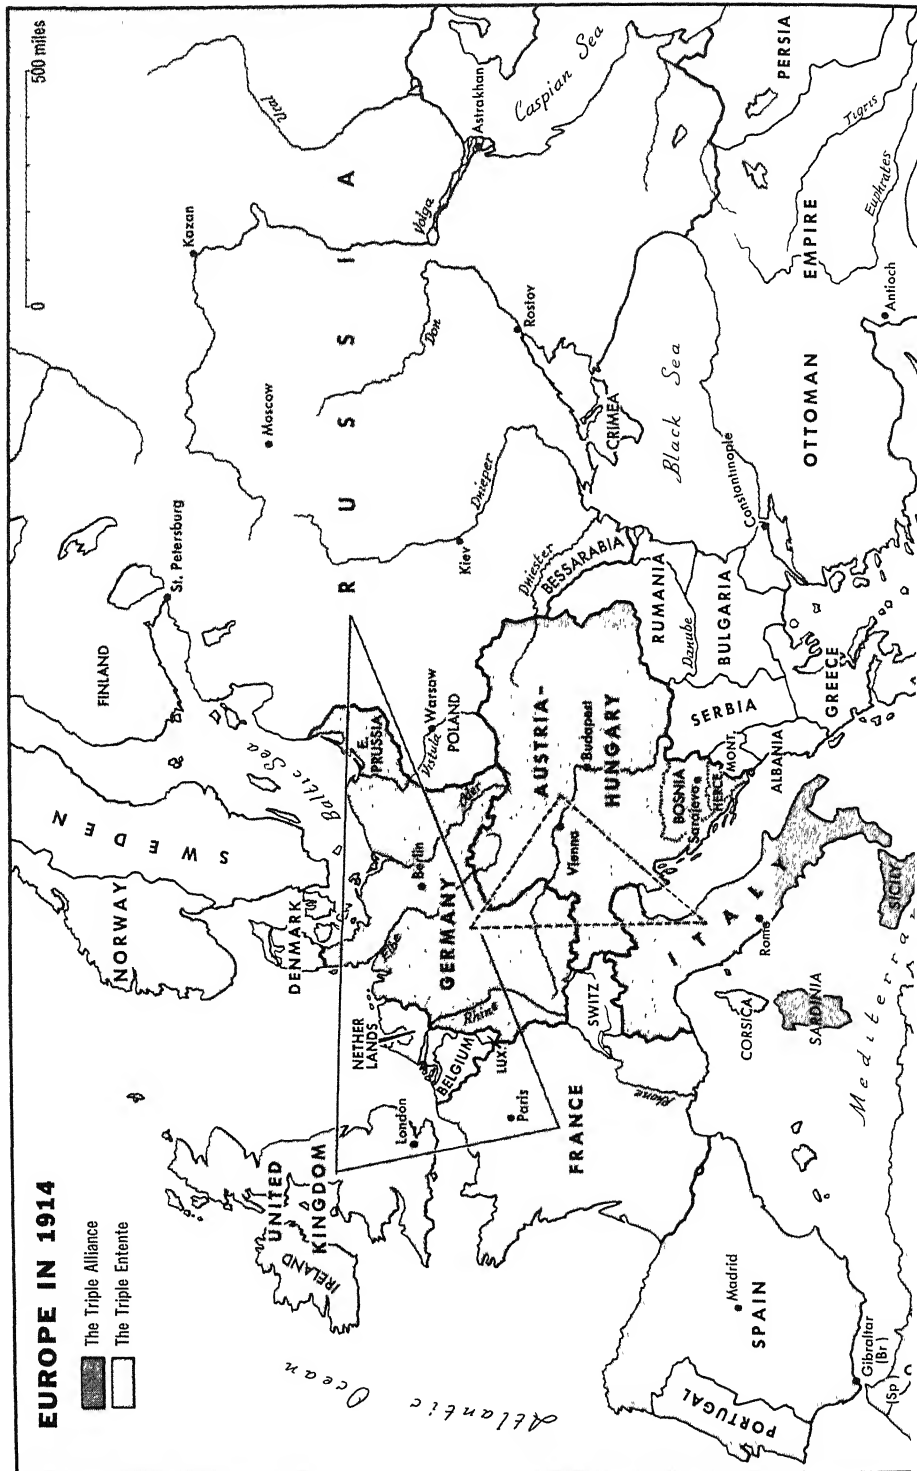 EUROPE IN 1914
The Triple Alliance
The Triple Entente
0 500 miles
Atlantic Ocean
IRELAND
UNITED
KINGDOM
London
NORWAY
SWEDEN
FINLAND
St. Petersburg
Baltic Sea
DENMARK
NETHER
LANDS
BELGIUM
LUX.
Paris
FRANCE
Rhine
Rhône
Elbe
Berlin
GERMANY
Oder
E.
PRUSSIA
Vistula
Warsaw
POLAND
RUSSIA
Moscow
Kazan
Ural
Volga
Astrakhan
Caspian Sea
Don
Rostov
Kiev
Dnieper
Dniester
BESSARABIA
CRIMEA
Black Sea
SWITZ
Vienna
AUSTRIA-
HUNGARY
Budapest
BOSNIA
Sarajevo
HERCE.
MONT.
SERBIA
ALBANIA
RUMANIA
Danube
BULGARIA
GREECE
Constantinople
OTTOMAN
EMPIRE
Antioch
Tigris
Euphrates
PERSIA
ITALY
Rome
CORSICA
SARDINIA
SICILY
Mediterra
Madrid
SPAIN
PORTUGAL
Gibraltar
(Br)
(Sp)